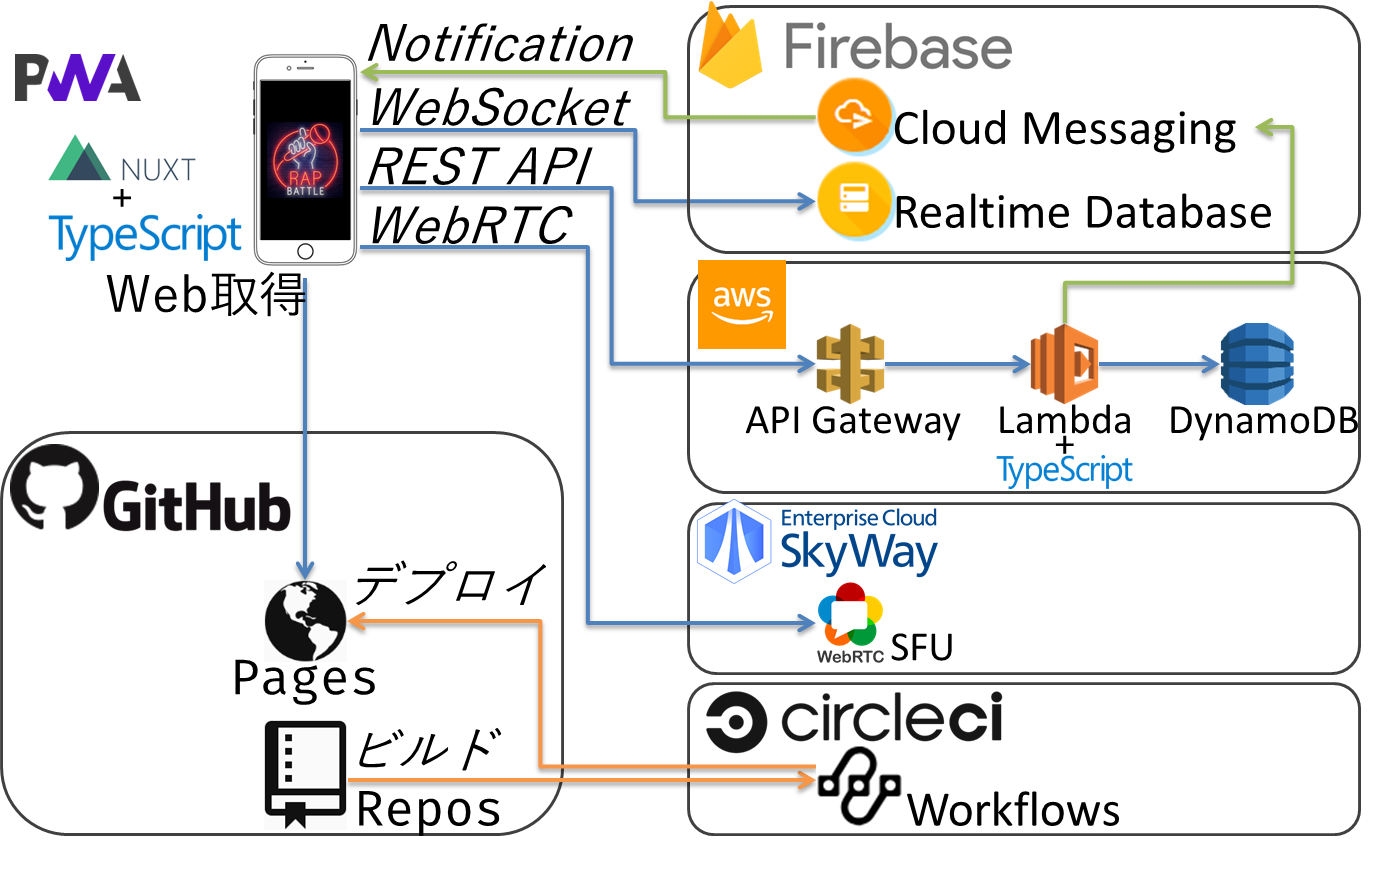 PWA
NUXT
+
TypeScript
RAP
BATTLE
Web取得
Notification
WebSocket
REST API
WebRTC
Firebase
Cloud Messaging
Realtime Database
aws
API Gateway
Lambda
+
TypeScript
DynamoDB
Enterprise Cloud
SkyWay
WebRTC
SFU
circleci
Workflows
GitHub
デプロイ
Pages
ビルド
Repos